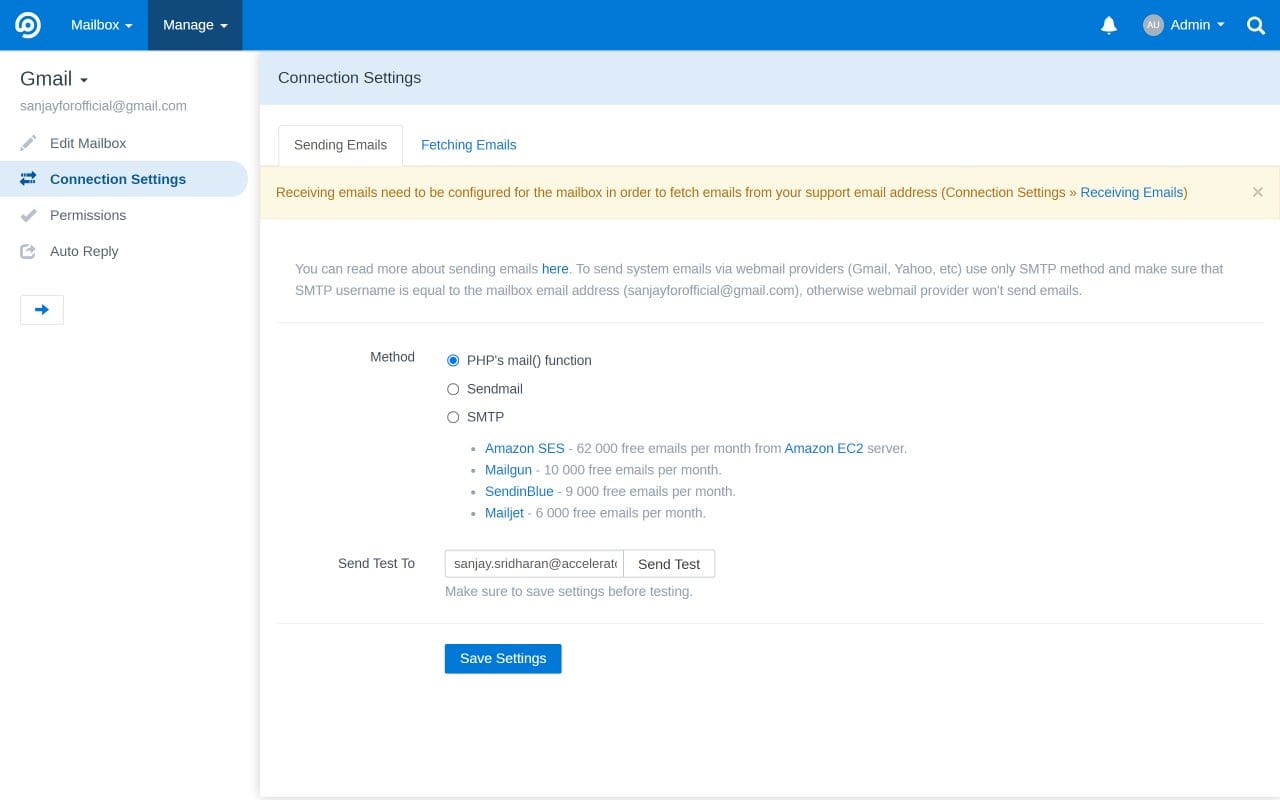 Mailbox
Manage
AU
Admin
Gmail
sanjayforofficial@gmail.com
Edit Mailbox
Connection Settings
Permissions
Auto Reply
Connection Settings
Sending Emails
Fetching Emails
Receiving emails need to be configured for the mailbox in order to fetch emails from your support email address (Connection Settings » Receiving Emails)
×
You can read more about sending emails here. To send system emails via webmail providers (Gmail, Yahoo, etc) use only SMTP method and make sure that
SMTP username is equal to the mailbox email address (sanjayforofficial@gmail.com), otherwise webmail provider won't send emails.
Method
PHP's mail() function
Sendmail
SMTP
Amazon SES - 62 000 free emails per month from Amazon EC2 server.
Mailgun - 10 000 free emails per month.
SendinBlue - 9 000 free emails per month.
Mailjet - 6 000 free emails per month.
Send Test To
sanjay.sridharan@accelerat
Send Test
Make sure to save settings before testing.
Save Settings